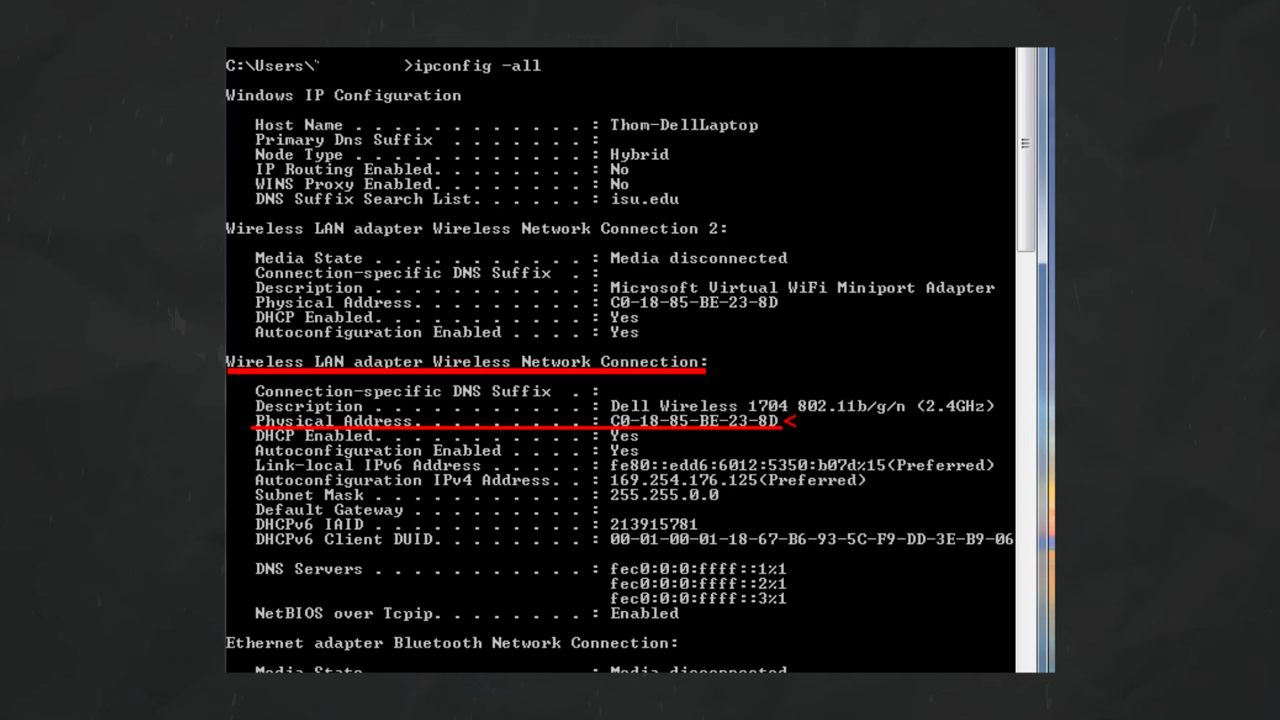 C:\Users\' >ipconfig -all
Windows IP Configuration
Host Name . . . . . . . . . . . . : Thom-DellLaptop
Primary Dns Suffix . . . . . . . :
Node Type . . . . . . . . . . . . : Hybrid
IP Routing Enabled. . . . . . . . : No
WINS Proxy Enabled. . . . . . . . : No
DNS Suffix Search List. . . . . . : isu.edu
Wireless LAN adapter Wireless Network Connection 2:
Media State . . . . . . . . . . . : Media disconnected
Connection-specific DNS Suffix . :
Description . . . . . . . . . . . : Microsoft Virtual WiFi Miniport Adapter
Physical Address. . . . . . . . . : C0-18-85-BE-23-8D
DHCP Enabled. . . . . . . . . . . : Yes
Autoconfiguration Enabled . . . . : Yes
Wireless LAN adapter Wireless Network Connection:
Connection-specific DNS Suffix . :
Description . . . . . . . . . . . : Dell Wireless 1704 802.11b/g/n (2.4GHz)
Physical Address. . . . . . . . . : C0-18-85-BE-23-8D <
DHCP Enabled. . . . . . . . . . . : Yes
Autoconfiguration Enabled . . . . : Yes
Link-local IPv6 Address . . . . . : fe80::edd6:6012:5350:b07d%15(Preferred)
Autoconfiguration IPv4 Address. . : 169.254.176.125(Preferred)
Subnet Mask . . . . . . . . . . . : 255.255.0.0
Default Gateway . . . . . . . . . :
DHCPv6 IAID . . . . . . . . . . . : 213915781
DHCPv6 Client DUID. . . . . . . . : 00-01-00-01-18-67-B6-93-5C-F9-DD-3E-B9-06
DNS Servers . . . . . . . . . . . : fec0:0:0:ffff::1%1
fec0:0:0:ffff::2%1
fec0:0:0:ffff::3%1
NetBIOS over Tcpip. . . . . . . . : Enabled
Ethernet adapter Bluetooth Network Connection:
Media State . . . . . . . . . . . : Media disconnected